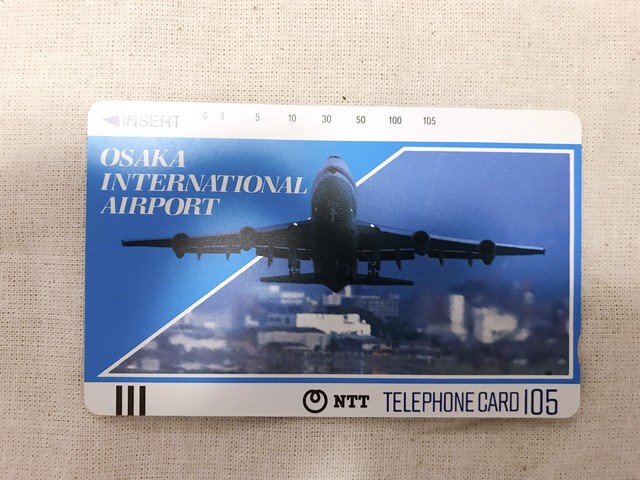 INSERT 0 1 5 10 30 50 100 105
OSAKA
INTERNATIONAL
AIRPORT
NTT TELEPHONE CARD 105